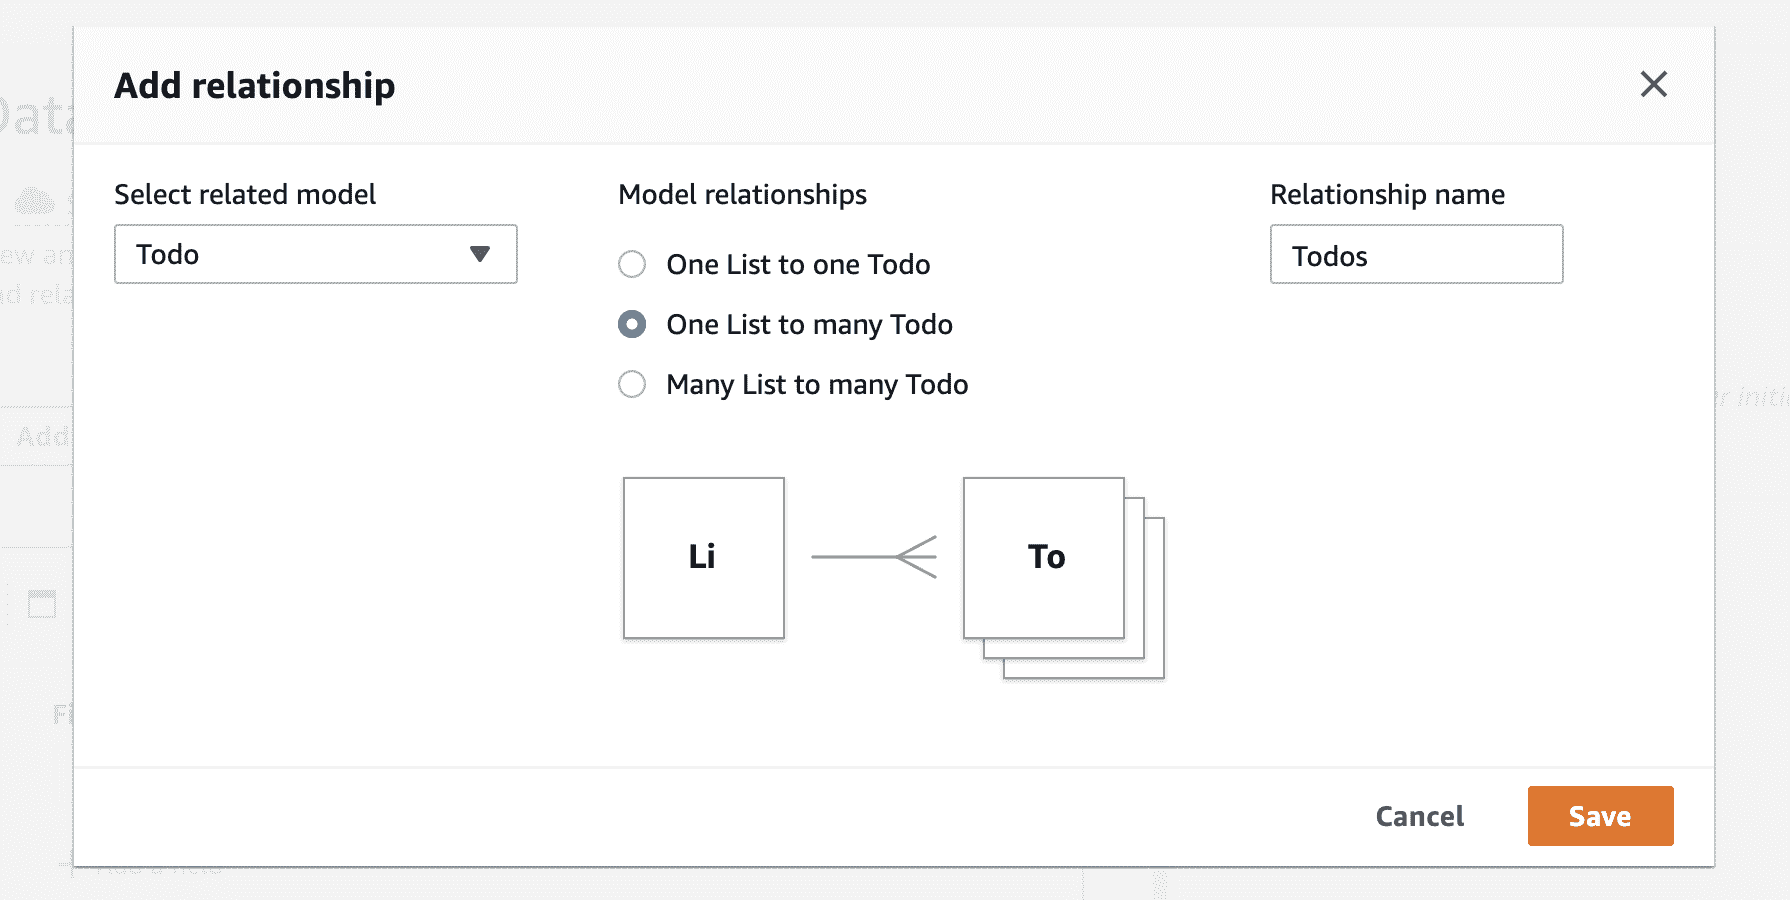 Add relationship
Select related model
Todo
Model relationships
One List to one Todo
One List to many Todo
Many List to many Todo
Relationship name
Todos
Li
To
Cancel
Save
Add